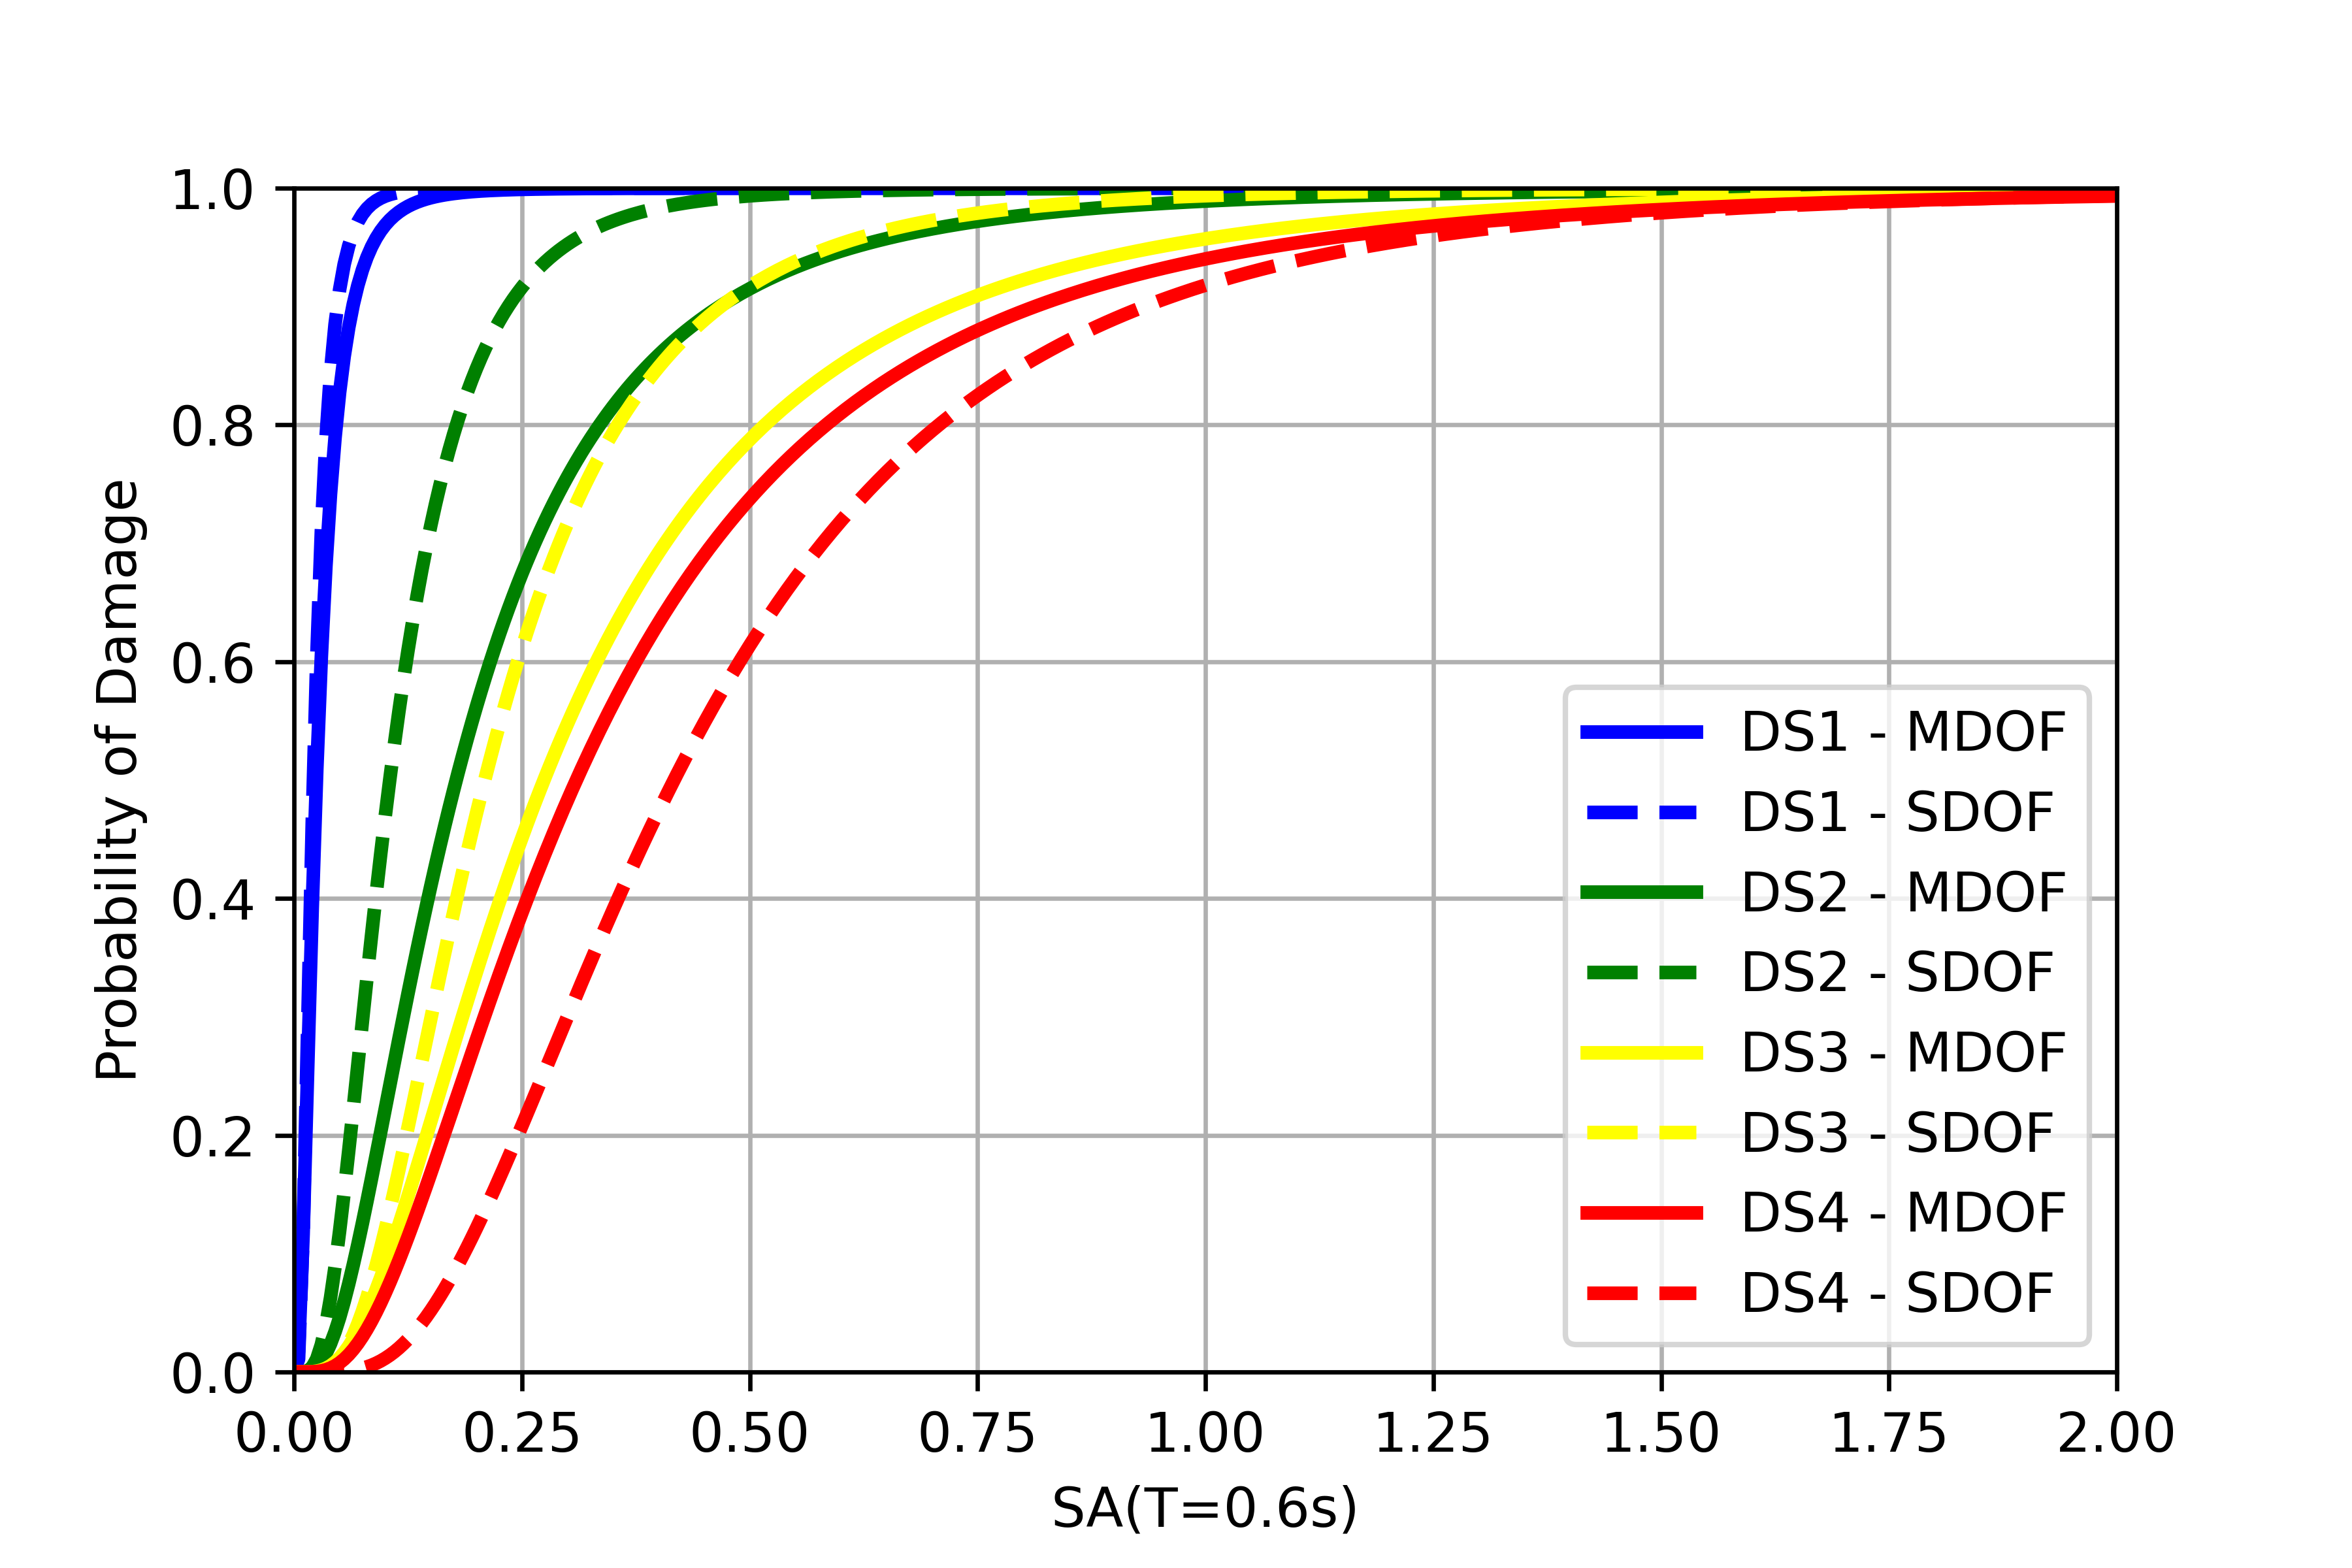 Probability of Damage
1.0
0.8
0.6
0.4
0.2
0.0
0.00 0.25 0.50 0.75 1.00 1.25 1.50 1.75 2.00
SA(T=0.6s)
DS1 - MDOF
DS1 - SDOF
DS2 - MDOF
DS2 - SDOF
DS3 - MDOF
DS3 - SDOF
DS4 - MDOF
DS4 - SDOF